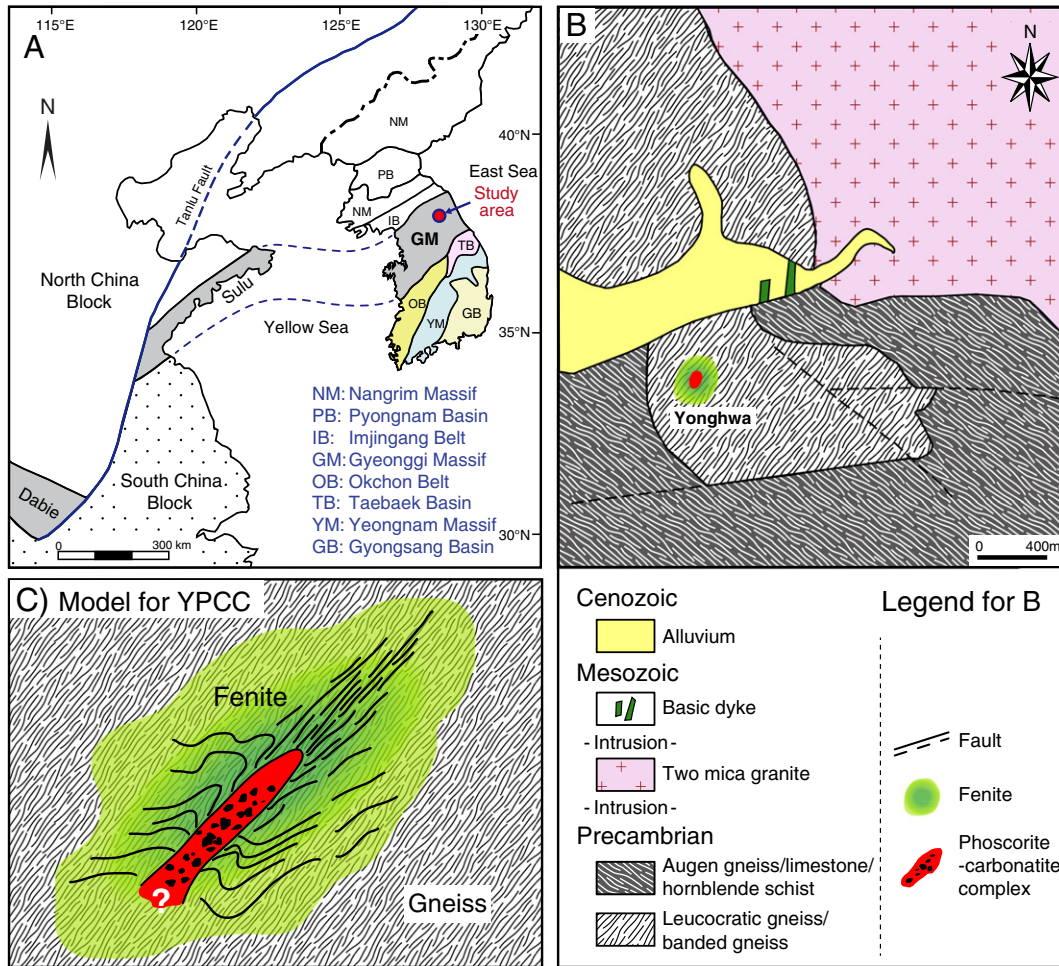 115°E
120°E
125°E
130°E
A
N
40°N
35°N
30°N
NM
PB
NM
IB
East Sea
Study
area
GM
TB
OB
YM
GB
Tanlu Fault
North China
Block
Sulu
Yellow Sea
South China
Block
Dabie
0
300 km
NM: Nangrim Massif
PB: Pyongnam Basin
IB: Imjingang Belt
GM: Gyeonggi Massif
OB: Okchon Belt
TB: Taebaek Basin
YM: Yeongnam Massif
GB: Gyongsang Basin
B
N
Yonghwa
0
400m
C) Model for YPCC
Fenite
?
Gneiss
Cenozoic
Alluvium
Mesozoic
Basic dyke
- Intrusion -
Two mica granite
- Intrusion -
Precambrian
Augen gneiss/limestone/
hornblende schist
Leucocratic gneiss/
banded gneiss
Legend for B
Fault
Fenite
Phoscorite
-carbonatite
complex